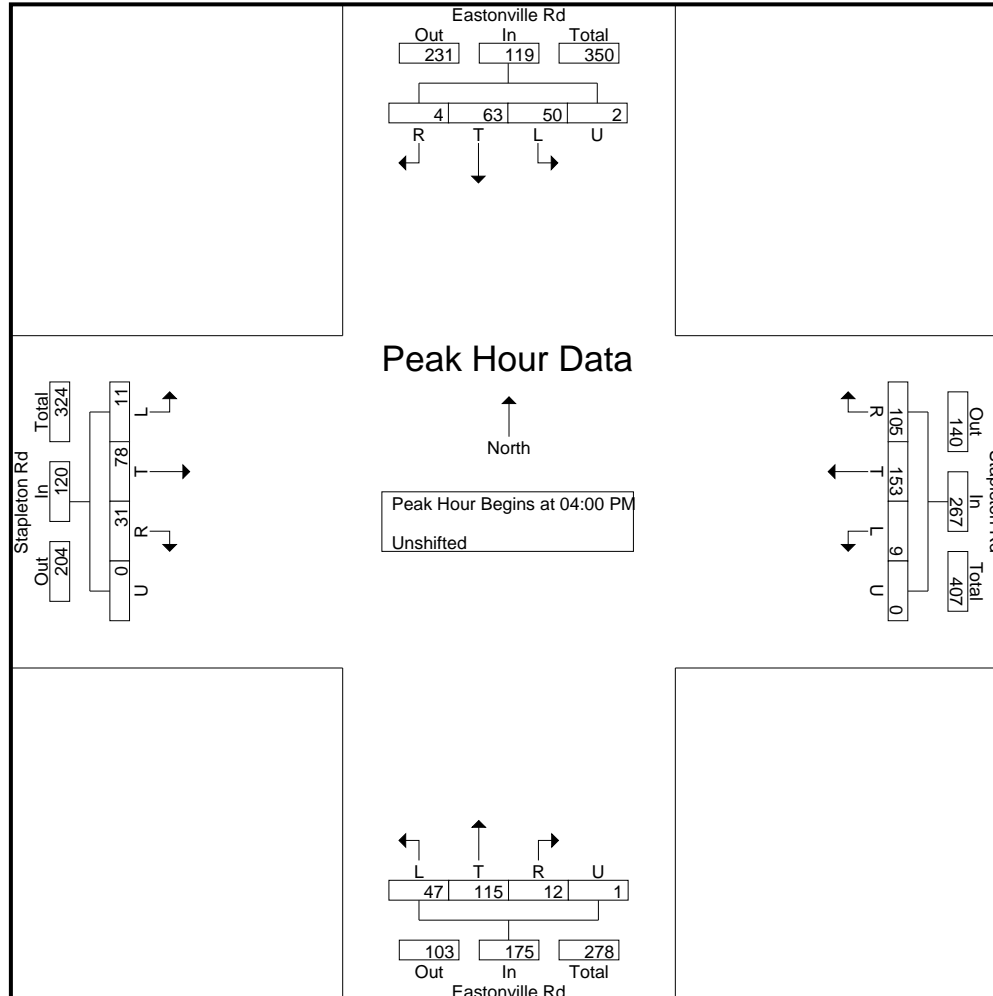 Eastonville Rd
Out In Total
231 119 350
4 63 50 2
R T L U
Peak Hour Data
North
Peak Hour Begins at 04:00 PM
Unshifted
Stapleton Rd
Total In Out
324 120 204
11 78 31 0
L T R U
R T L U
105 153 9 0
Out In Total
140 267 407
Stapleton Rd
L T R U
47 115 12 1
103 175 278
Out In Total
Eastonville Rd